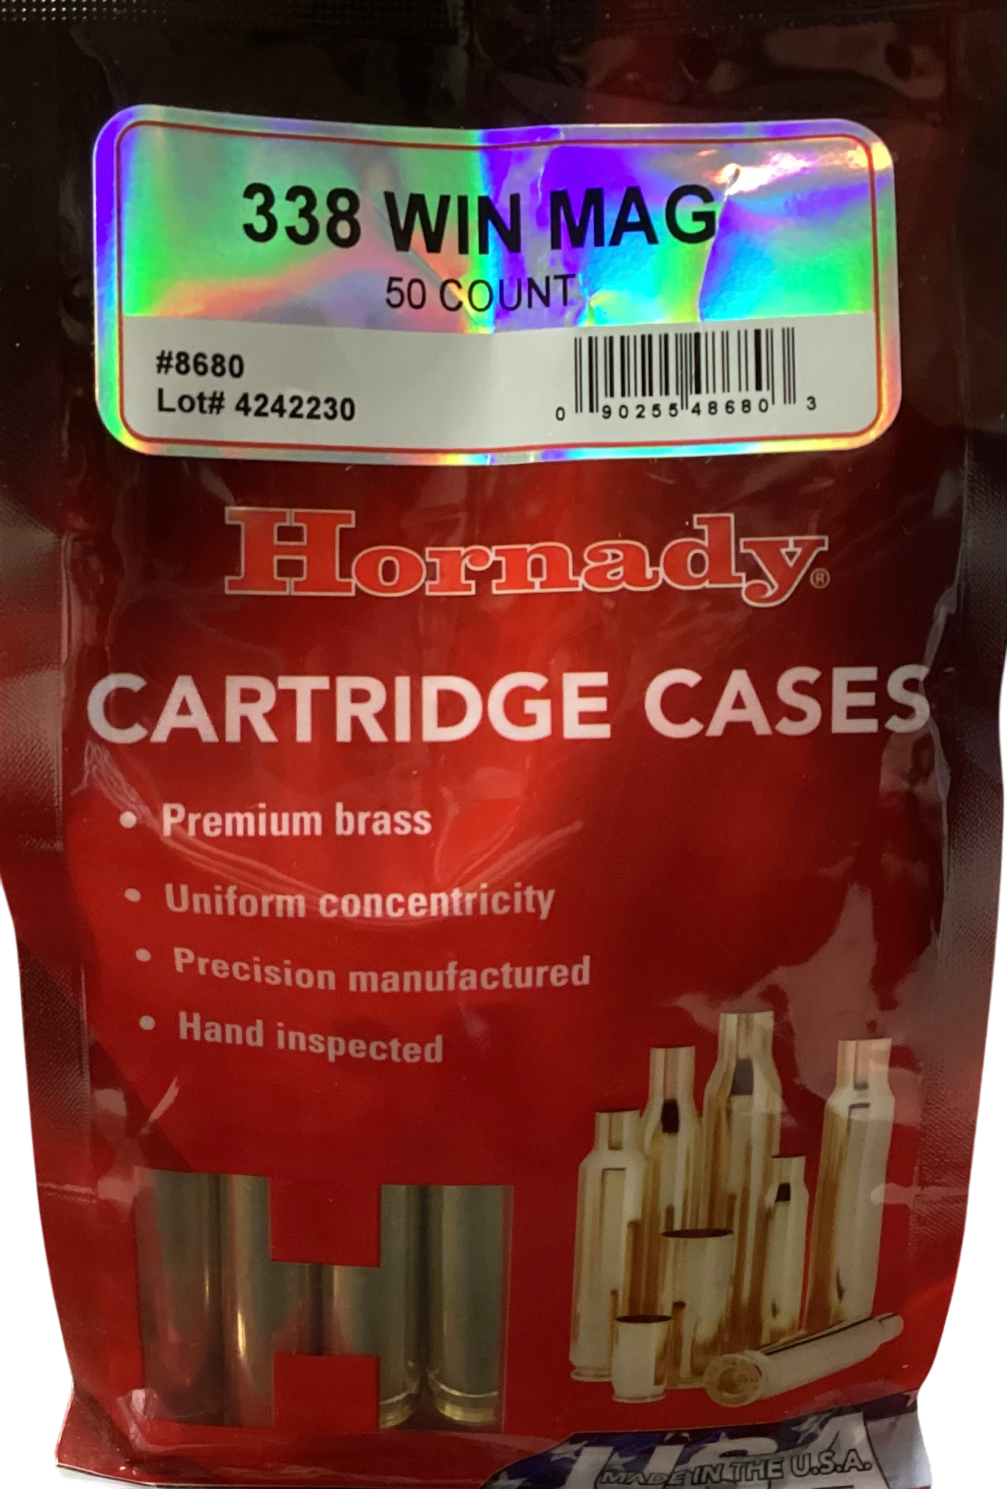 338 WIN MAG
50 COUNT
#8680
Lot# 4242230
0 90255 48680 3
Hornady®
CARTRIDGE CASES
• Premium brass
• Uniform concentricity
• Precision manufactured
• Hand inspected
H
USA
MADE IN THE U.S.A.